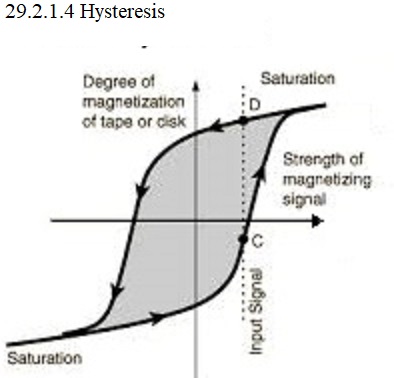 29.2.1.4 Hysteresis
Degree of
magnetization
of tape or disk
Saturation
D
Strength of
magnetizing
signal
C
Input Signal
Saturation